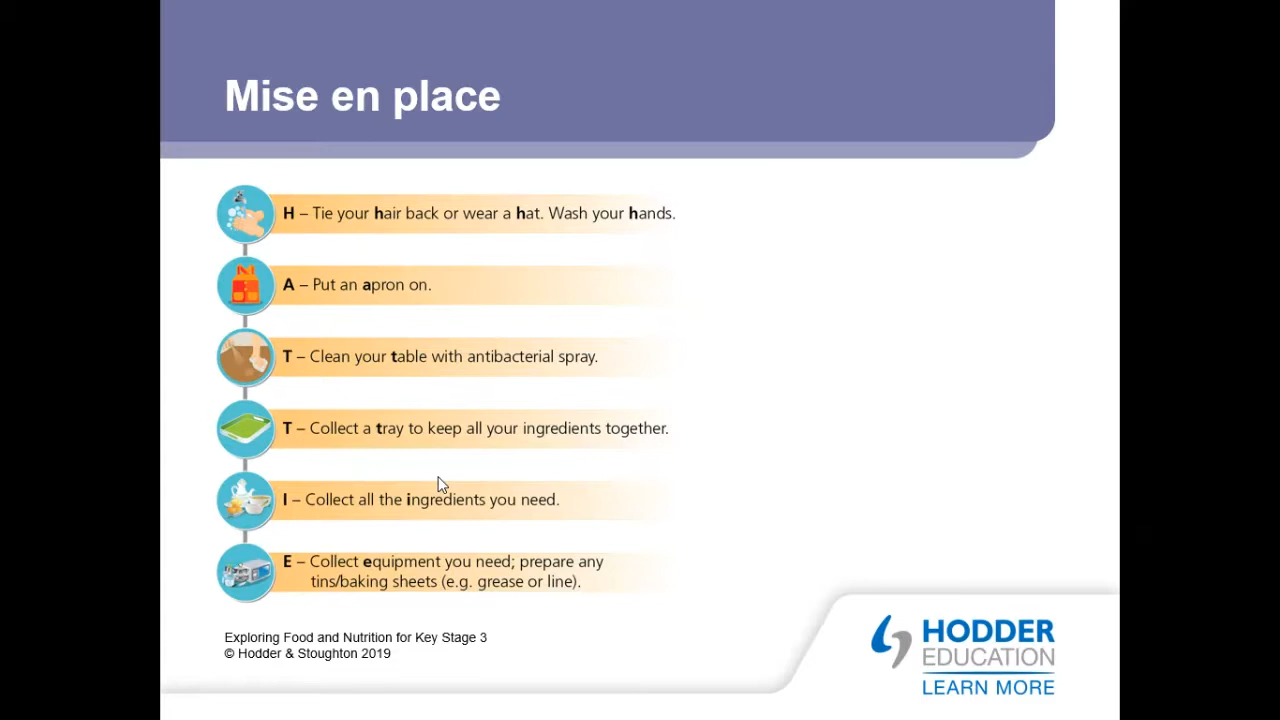 Mise en place
H – Tie your hair back or wear a hat. Wash your hands.
A – Put an apron on.
T – Clean your table with antibacterial spray.
T – Collect a tray to keep all your ingredients together.
I – Collect all the ingredients you need.
E – Collect equipment you need; prepare any
tins/baking sheets (e.g. grease or line).
Exploring Food and Nutrition for Key Stage 3
© Hodder & Stoughton 2019
HODDER
EDUCATION
LEARN MORE